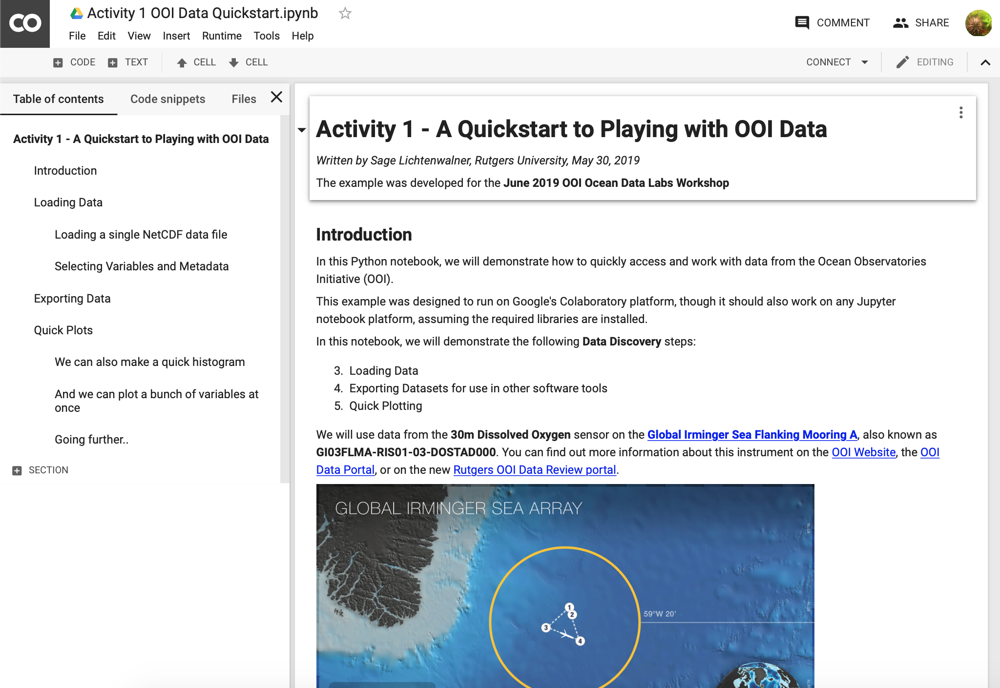 CO
Activity 1 OOI Data Quickstart.ipynb
File Edit View Insert Runtime Tools Help
COMMENT
SHARE
CODE TEXT CELL CELL
CONNECT EDITING
Table of contents Code snippets Files
Activity 1 - A Quickstart to Playing with OOI Data
Introduction
Loading Data
Loading a single NetCDF data file
Selecting Variables and Metadata
Exporting Data
Quick Plots
We can also make a quick histogram
And we can plot a bunch of variables at
once
Going further..
SECTION
Activity 1 - A Quickstart to Playing with OOI Data
Written by Sage Lichtenwalner, Rutgers University, May 30, 2019
The example was developed for the June 2019 OOI Ocean Data Labs Workshop
Introduction
In this Python notebook, we will demonstrate how to quickly access and work with data from the Ocean Observatories
Initiative (OOI).
This example was designed to run on Google's Colaboratory platform, though it should also work on any Jupyter
notebook platform, assuming the required libraries are installed.
In this notebook, we will demonstrate the following Data Discovery steps:
3. Loading Data
4. Exporting Datasets for use in other software tools
5. Quick Plotting
We will use data from the 30m Dissolved Oxygen sensor on the Global Irminger Sea Flanking Mooring A, also known as
GI03FLMA-RIS01-03-DOSTAD000. You can find out more information about this instrument on the OOI Website, the OOI
Data Portal, or on the new Rutgers OOI Data Review portal.
GLOBAL IRMINGER SEA ARRAY
61°N
1
2
3
4
59°W 20'
60°N